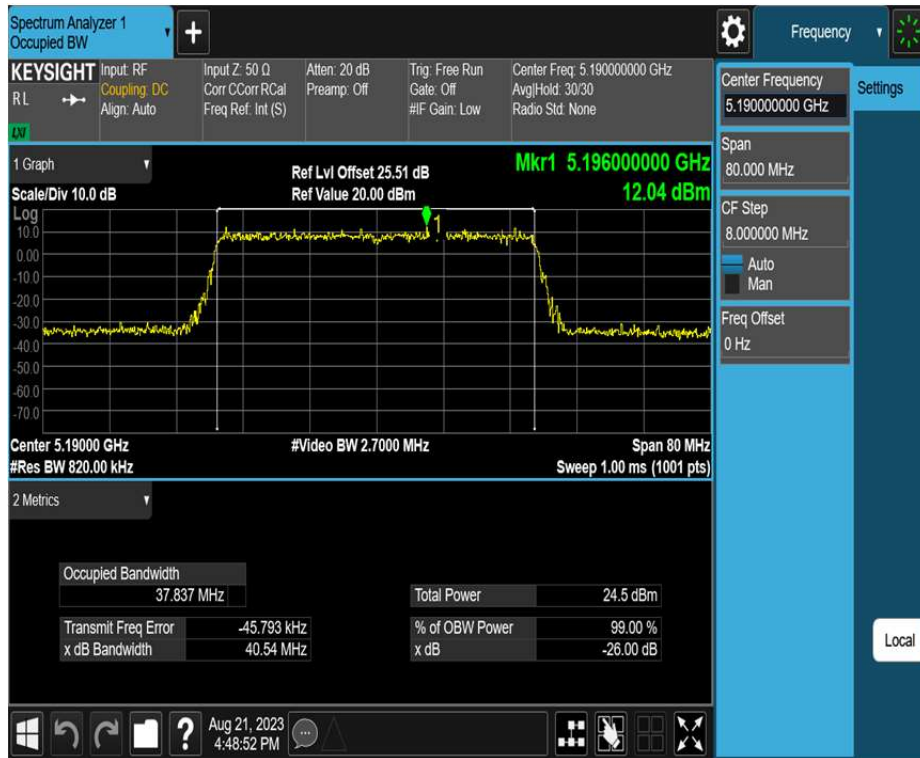 Spectrum Analyzer 1
Occupied BW
+
Frequency
KEYSIGHT
R L
LXI
Input: RF
Coupling: DC
Align: Auto
Input Z: 50 Ω
Corr CCorr RCal
Freq Ref: Int (S)
Atten: 20 dB
Preamp: Off
Trig: Free Run
Gate: Off
#IF Gain: Low
Center Freq: 5.190000000 GHz
Avg|Hold: 30/30
Radio Std: None
Center Frequency
5.19000000 GHz
Settings
Span
80.000 MHz
CF Step
8.000000 MHz
Auto
Man
Freq Offset
0 Hz
Local
1 Graph
Scale/Div 10.0 dB
Ref Lvl Offset 25.51 dB
Ref Value 20.00 dBm
Mkr1 5.196000000 GHz
12.04 dBm
Log
10.0
0.00
-10.0
-20.0
-30.0
-40.0
-50.0
-60.0
-70.0
1
Center 5.19000 GHz
#Video BW 2.7000 MHz
Span 80 MHz
#Res BW 820.00 kHz
Sweep 1.00 ms (1001 pts)
2 Metrics
Occupied Bandwidth
37.837 MHz
Total Power 24.5 dBm
Transmit Freq Error -45.793 kHz
% of OBW Power 99.00 %
x dB Bandwidth 40.54 MHz
x dB -26.00 dB
?
Aug 21, 2023
4:48:52 PM